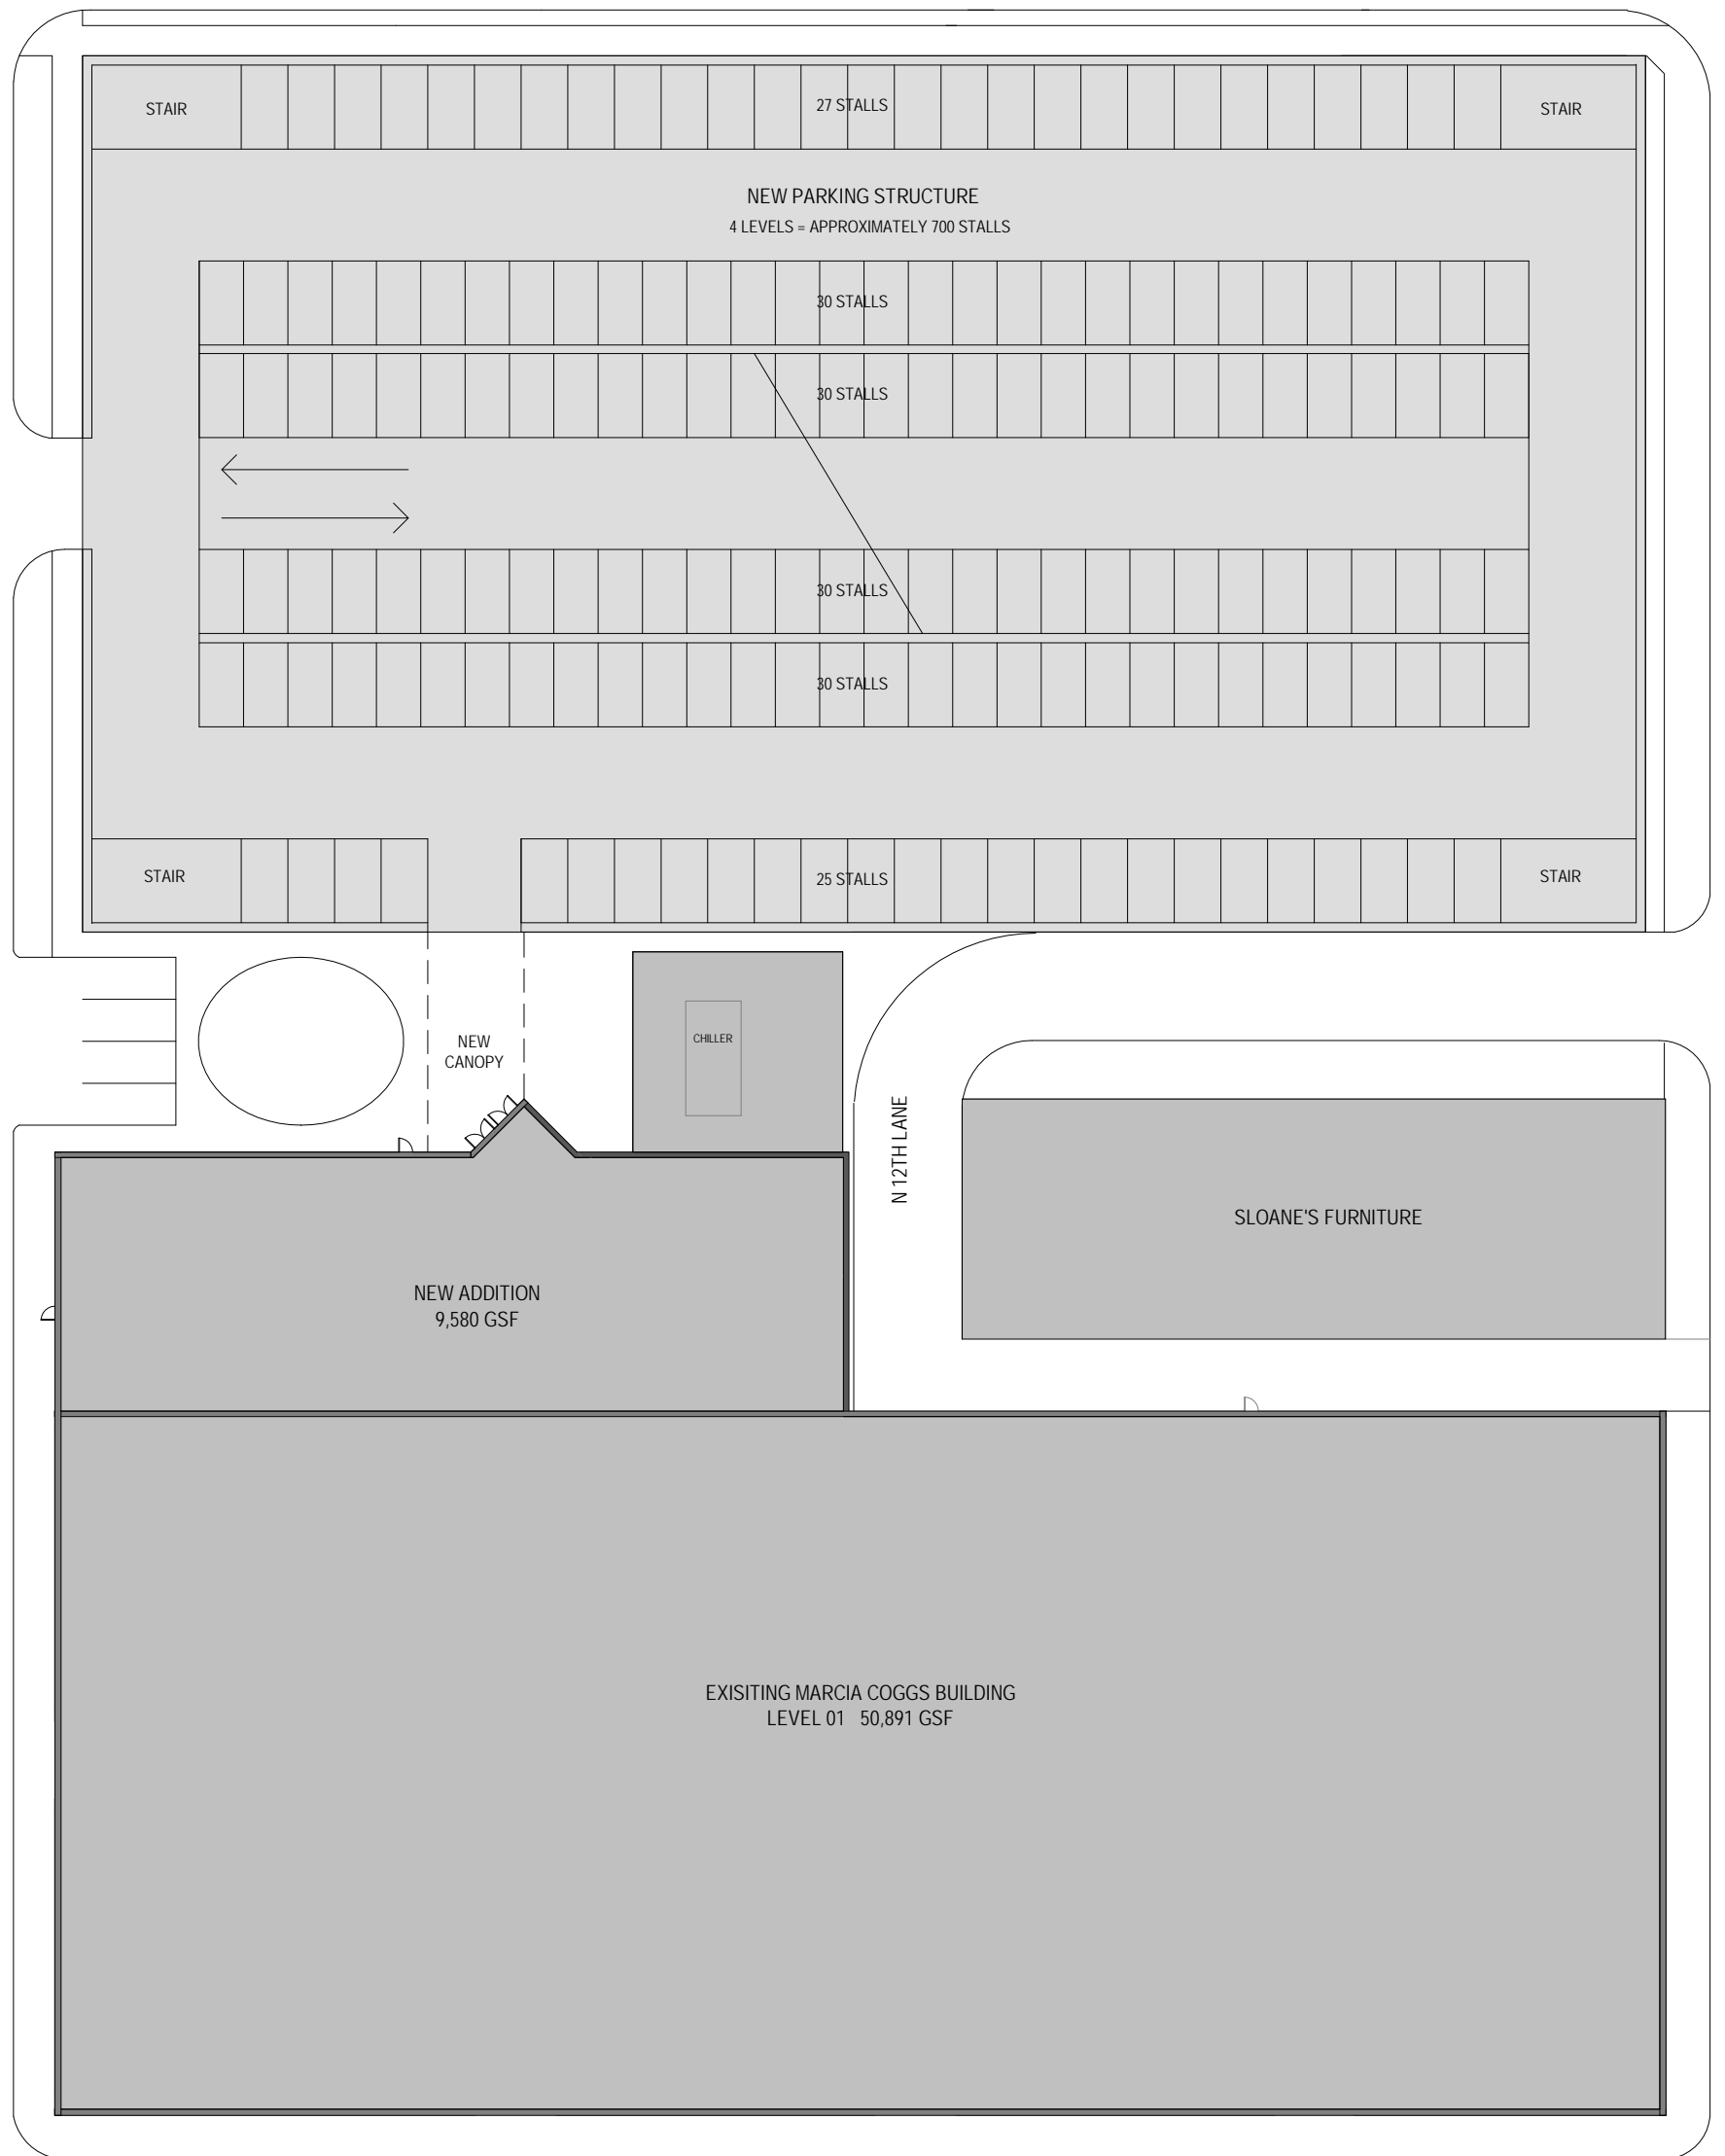 STAIR
27 STALLS
STAIR
NEW PARKING STRUCTURE
4 LEVELS = APPROXIMATELY 700 STALLS
30 STALLS
30 STALLS
30 STALLS
30 STALLS
STAIR
25 STALLS
STAIR
NEW
CANOPY
CHILLER
N 12TH LANE
SLOANE'S FURNITURE
NEW ADDITION
9,580 GSF
EXISITING MARCIA COGGS BUILDING
LEVEL 01 50,891 GSF